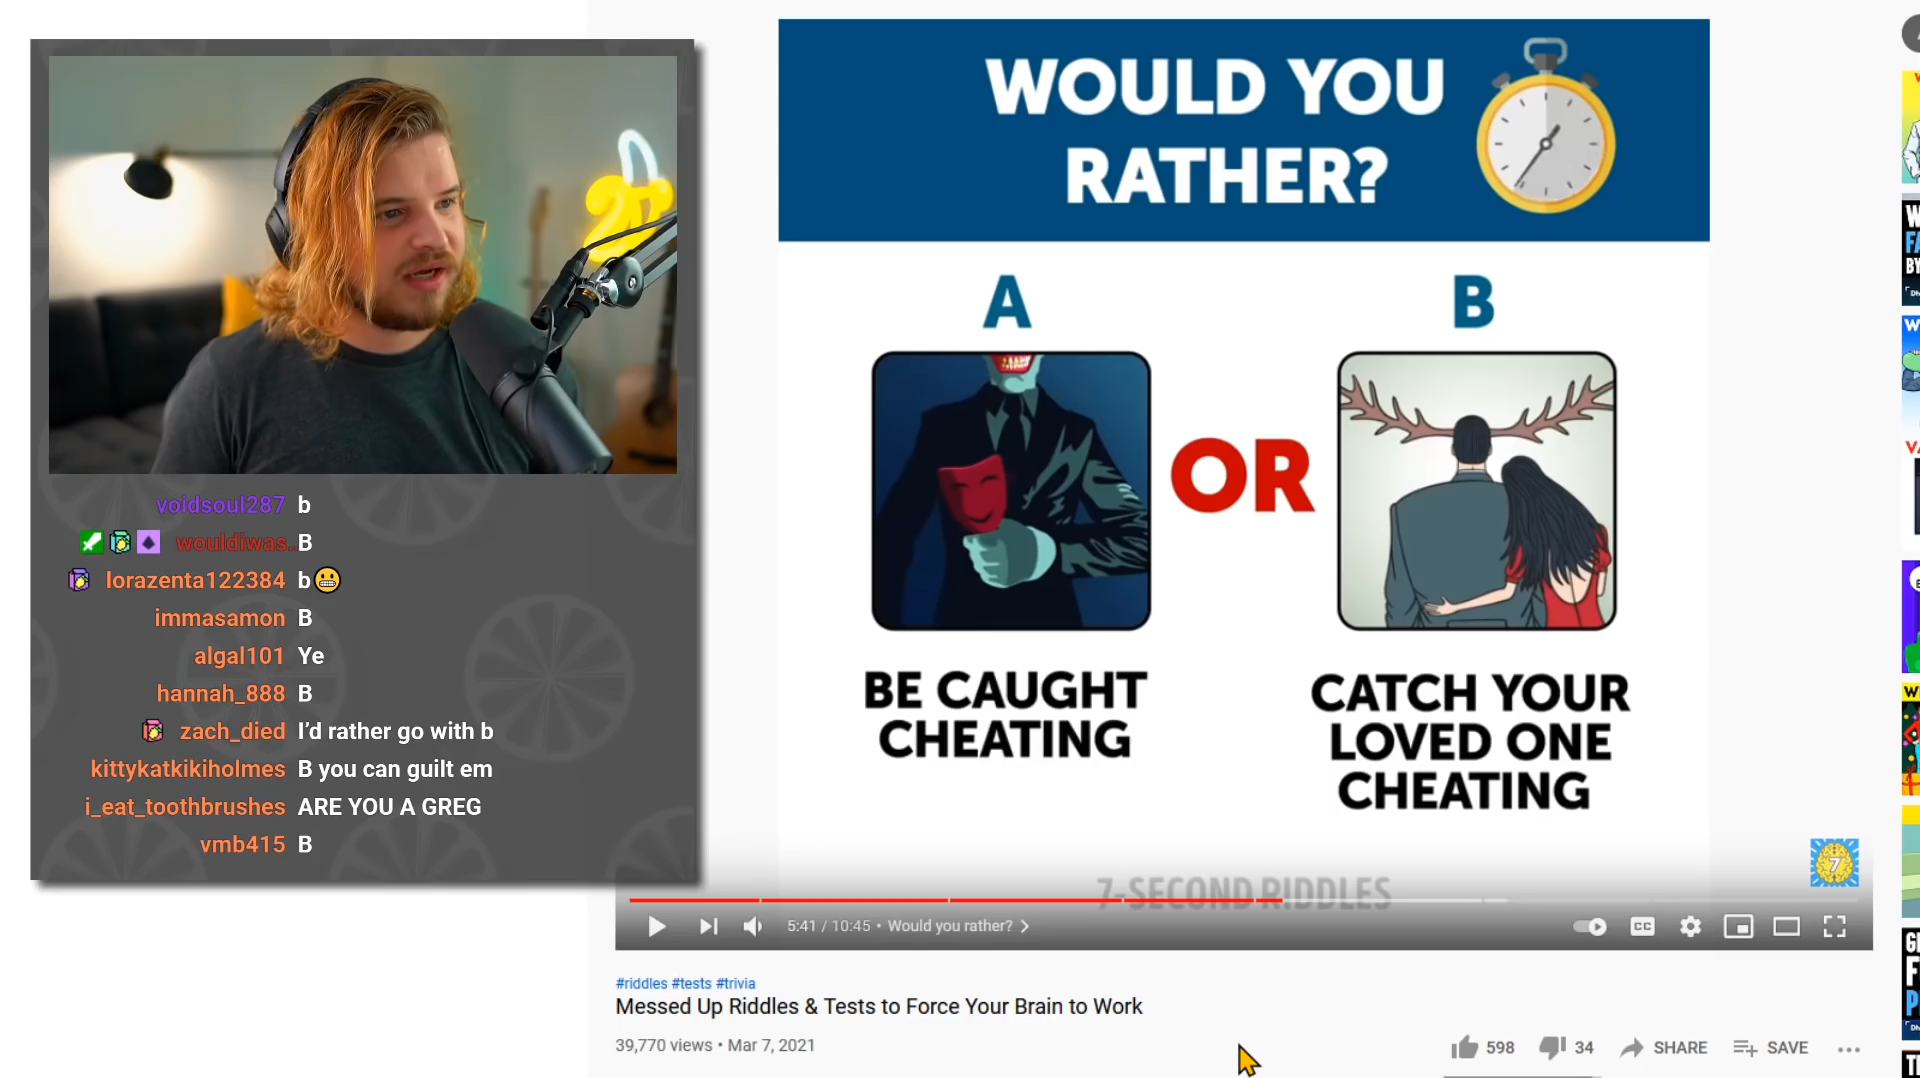 WOULD YOU
RATHER?
A
B
OR
BE CAUGHT
CHEATING
CATCH YOUR
LOVED ONE
CHEATING
voidsoul287 b
wouldiwas.. B
lorazenta122384 b😬
immasamon B
algal101 Ye
hannah_888 B
zach_died I’d rather go with b
kittykatkikiholmes B you can guilt em
i_eat_toothbrushes ARE YOU A GREG
vmb415 B
7
7-SECOND RIDDLES
5:41 / 10:45 • Would you rather? >
CC
#riddles #tests #trivia
Messed Up Riddles & Tests to Force Your Brain to Work
39,770 views • Mar 7, 2021
598
34
SHARE
SAVE